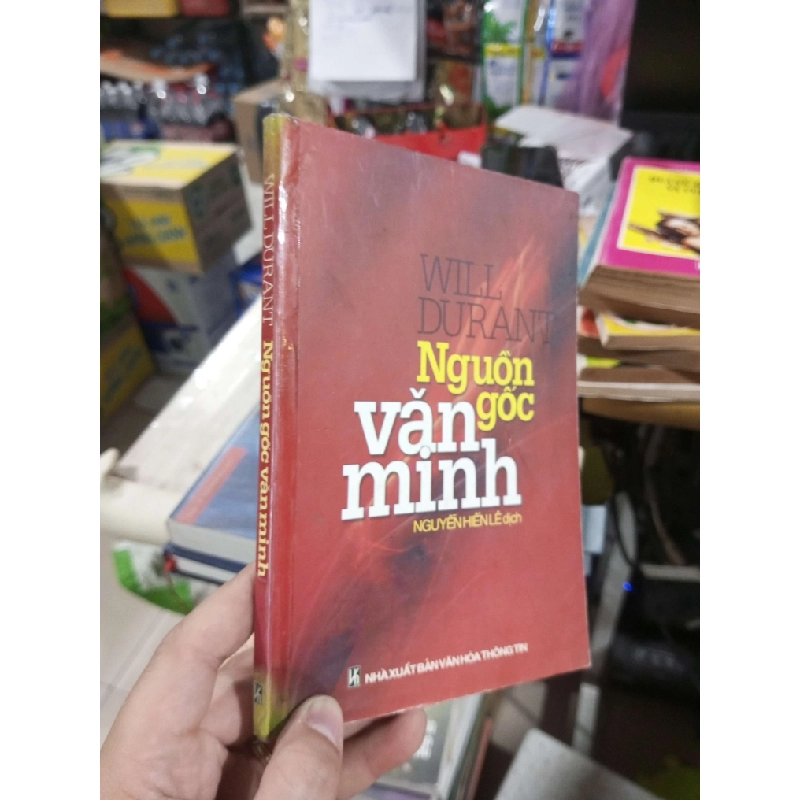 WILL
DURANT
Nguồn
gốc
văn
minh
NGUYỄN HIẾN LÊ dịch
NHÀ XUẤT BẢN VĂN HÓA THÔNG TIN
WILL DURANT Nguồn gốc văn minh